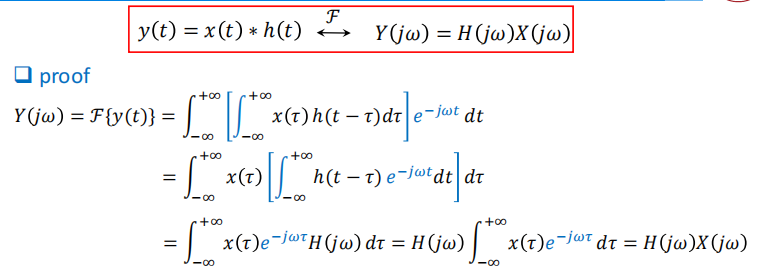 y(t) = x(t) ∗ h(t) ⟷^ℱ Y(jω) = H(jω)X(jω)
❑ proof
Y(jω) = ℱ{y(t)} = ∫_{−∞}^{+∞} [∫_{−∞}^{+∞} x(τ)h(t − τ)dτ] e^{−jωt} dt
= ∫_{−∞}^{+∞} x(τ) [∫_{−∞}^{+∞} h(t − τ) e^{−jωt} dt] dτ
= ∫_{−∞}^{+∞} x(τ)e^{−jωτ}H(jω) dτ = H(jω) ∫_{−∞}^{+∞} x(τ)e^{−jωτ} dτ = H(jω)X(jω)